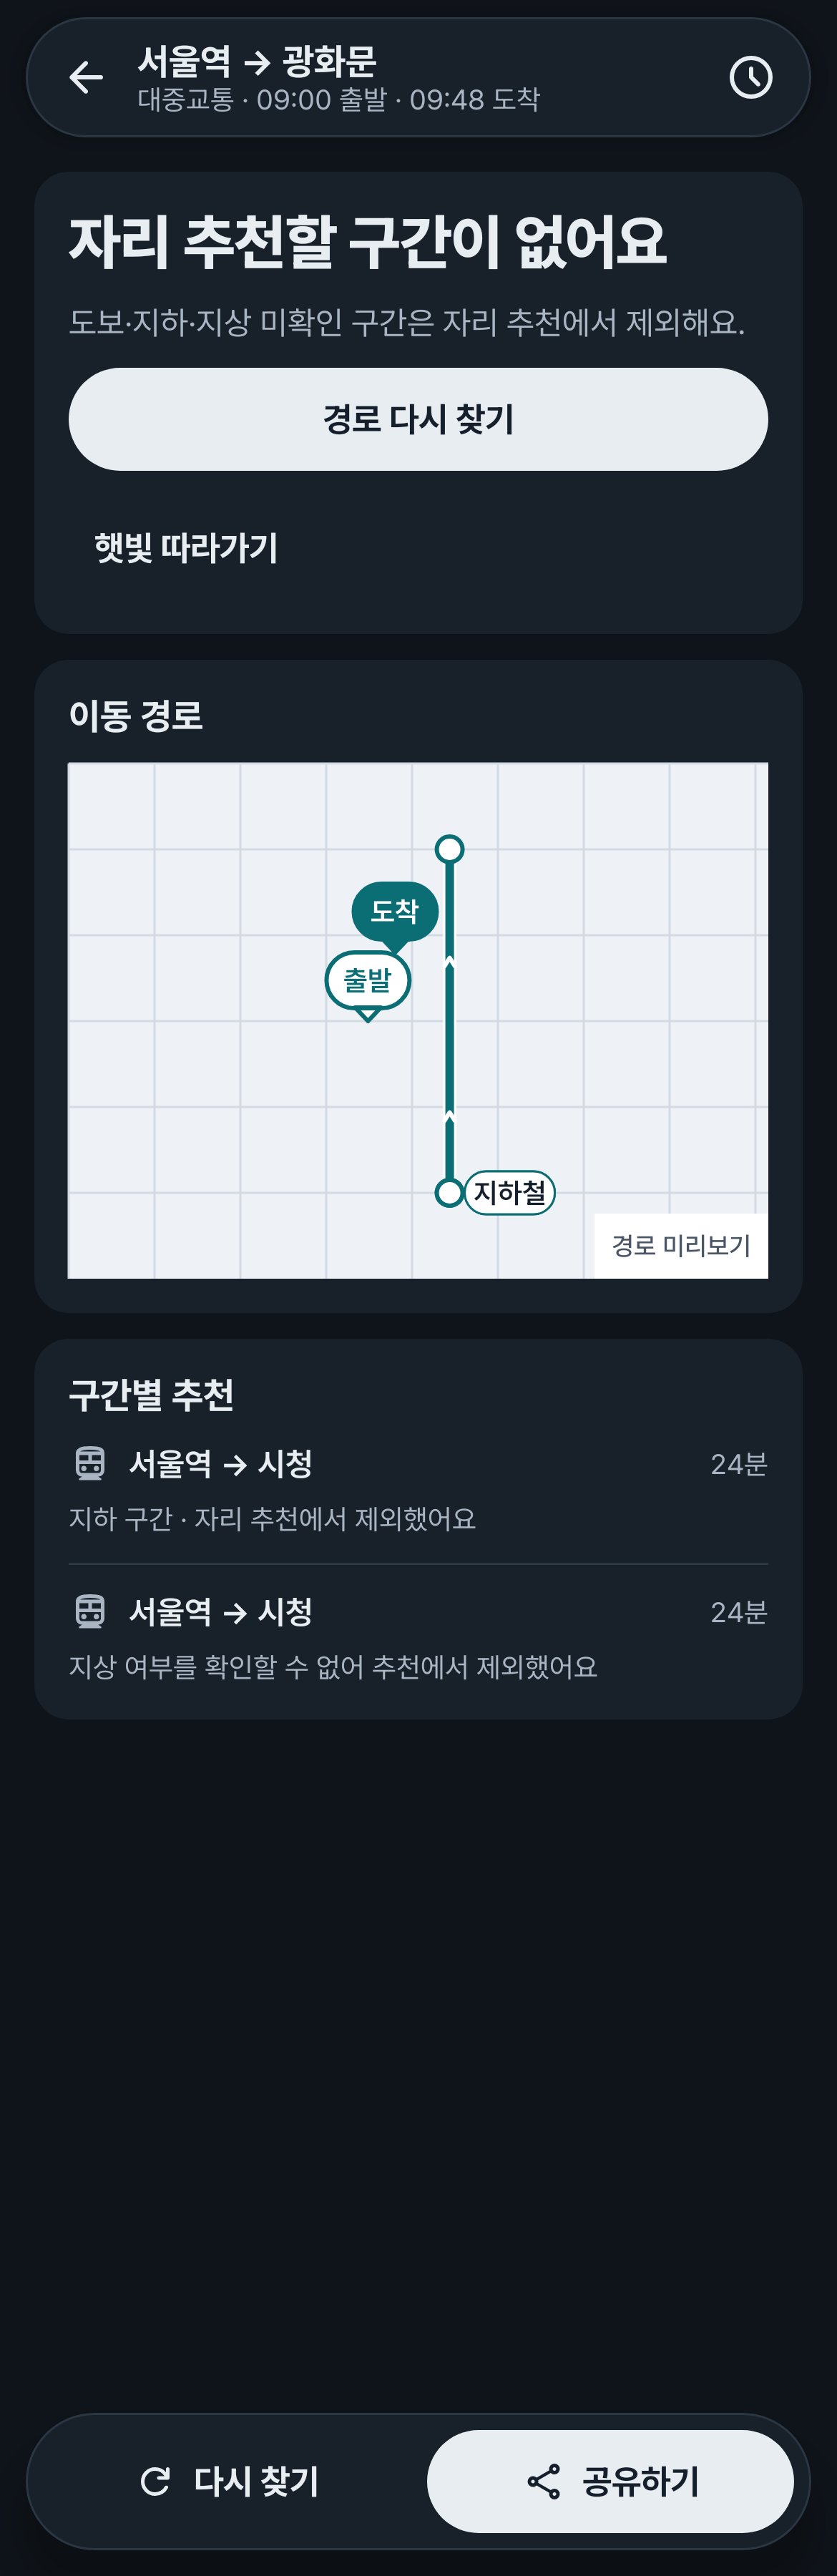 서울역 → 광화문
대중교통 · 09:00 출발 · 09:48 도착
자리 추천할 구간이 없어요
도보·지하·지상 미확인 구간은 자리 추천에서 제외해요.
경로 다시 찾기
햇빛 따라가기
이동 경로
도착
출발
지하철
경로 미리보기
구간별 추천
서울역 → 시청 24분
지하 구간 · 자리 추천에서 제외했어요
서울역 → 시청 24분
지상 여부를 확인할 수 없어 추천에서 제외했어요
다시 찾기 공유하기